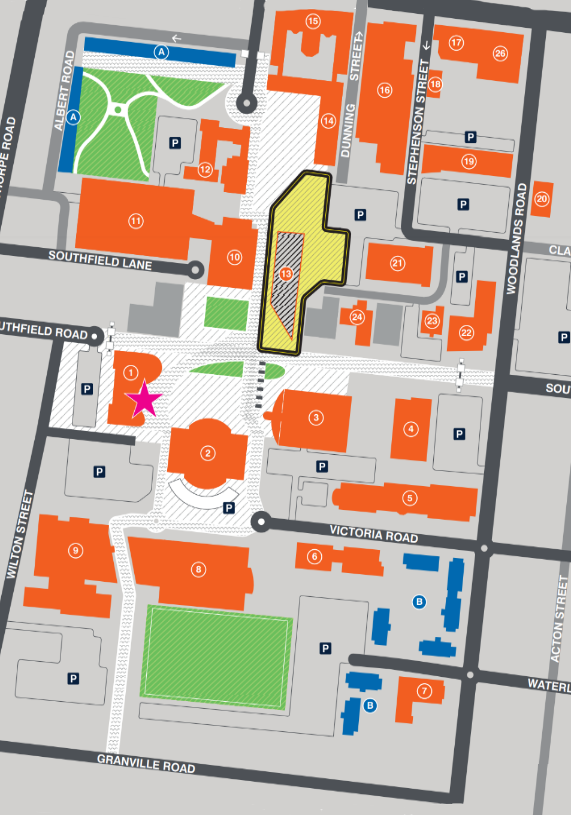 15
17
26
A
ALBERT ROAD
DUNNING STREET
STEPHENSON STREET
18
16
A
P
14
P
12
19
THORPE ROAD
P
20
11
P
10
WOODLANDS ROAD
CLA
SOUTHFIELD LANE
13
21
P
24
23
22
UTHFIELD ROAD
P
1
P
SOU
3
4
P
2
P
P
5
P
VICTORIA ROAD
WILTON STREET
9
8
6
B
ACTON STREET
P
P
7
WATERL
B
GRANVILLE ROAD